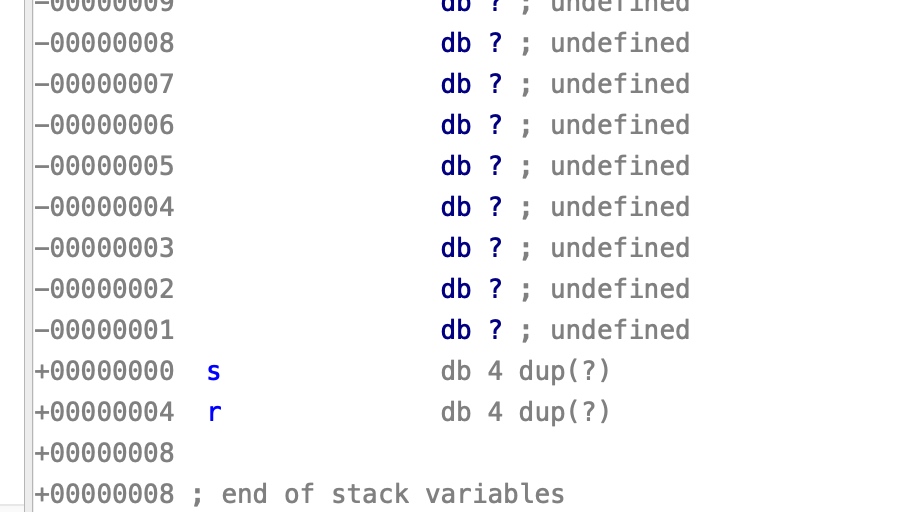 -00000009 db ? ; undefined
-00000008 db ? ; undefined
-00000007 db ? ; undefined
-00000006 db ? ; undefined
-00000005 db ? ; undefined
-00000004 db ? ; undefined
-00000003 db ? ; undefined
-00000002 db ? ; undefined
-00000001 db ? ; undefined
+00000000 s db 4 dup(?)
+00000004 r db 4 dup(?)
+00000008
+00000008 ; end of stack variables